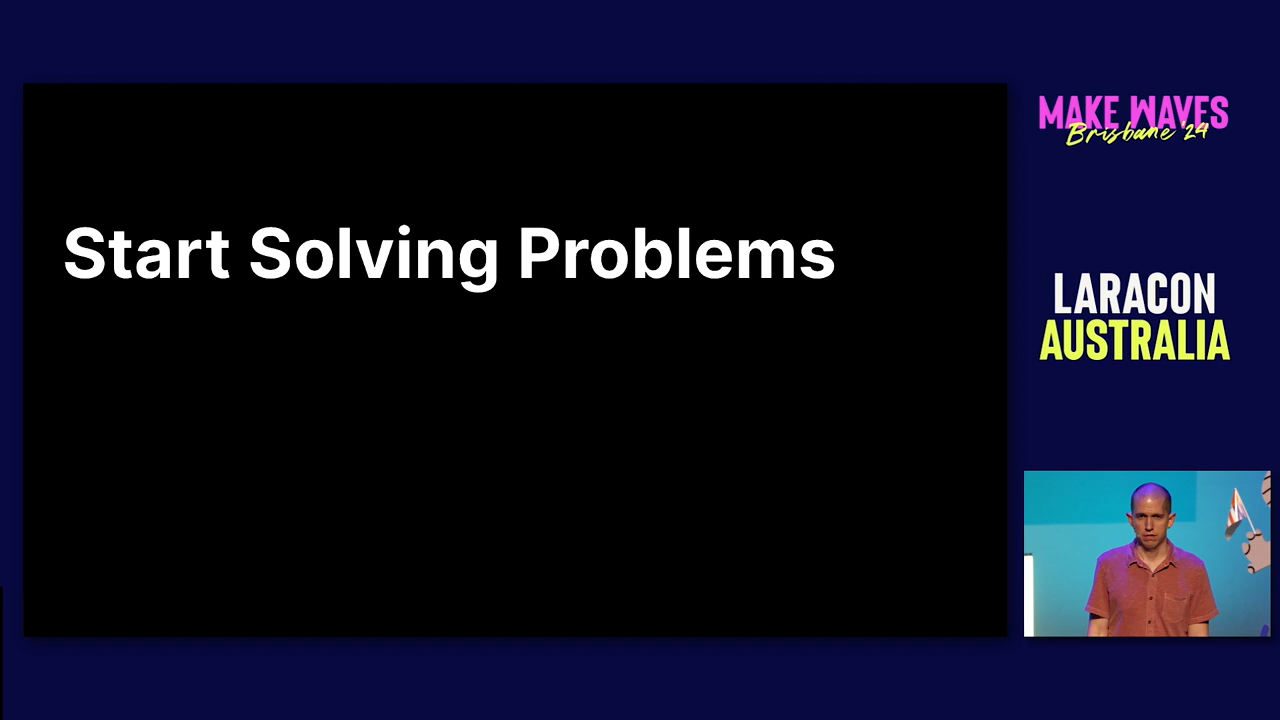 Start Solving Problems
MAKE WAVES
Brisbane '24
LARACON
AUSTRALIA